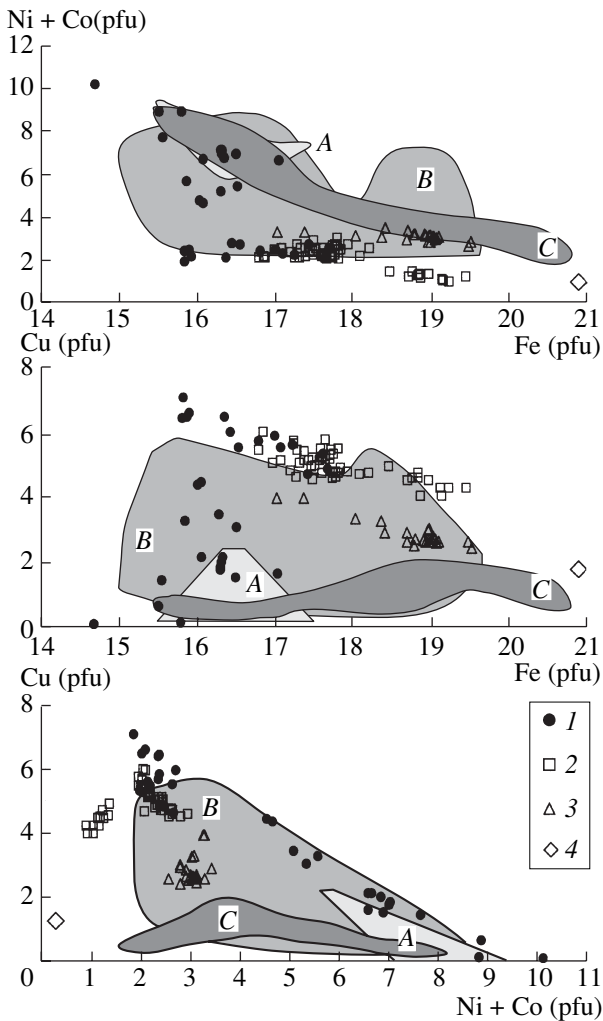 Ni + Co(pfu)
12
10
8
6
4
2
0
A
B
C
14 15 16 17 18 19 20 21
Cu (pfu) Fe (pfu)
8
6
4
2
0
B
A
C
14 15 16 17 18 19 20 21
Cu (pfu) Fe (pfu)
8
6
4
2
0
B
C
A
1
2
3
4
1 2 3 4 5 6 7 8 9 10 11
Ni + Co (pfu)